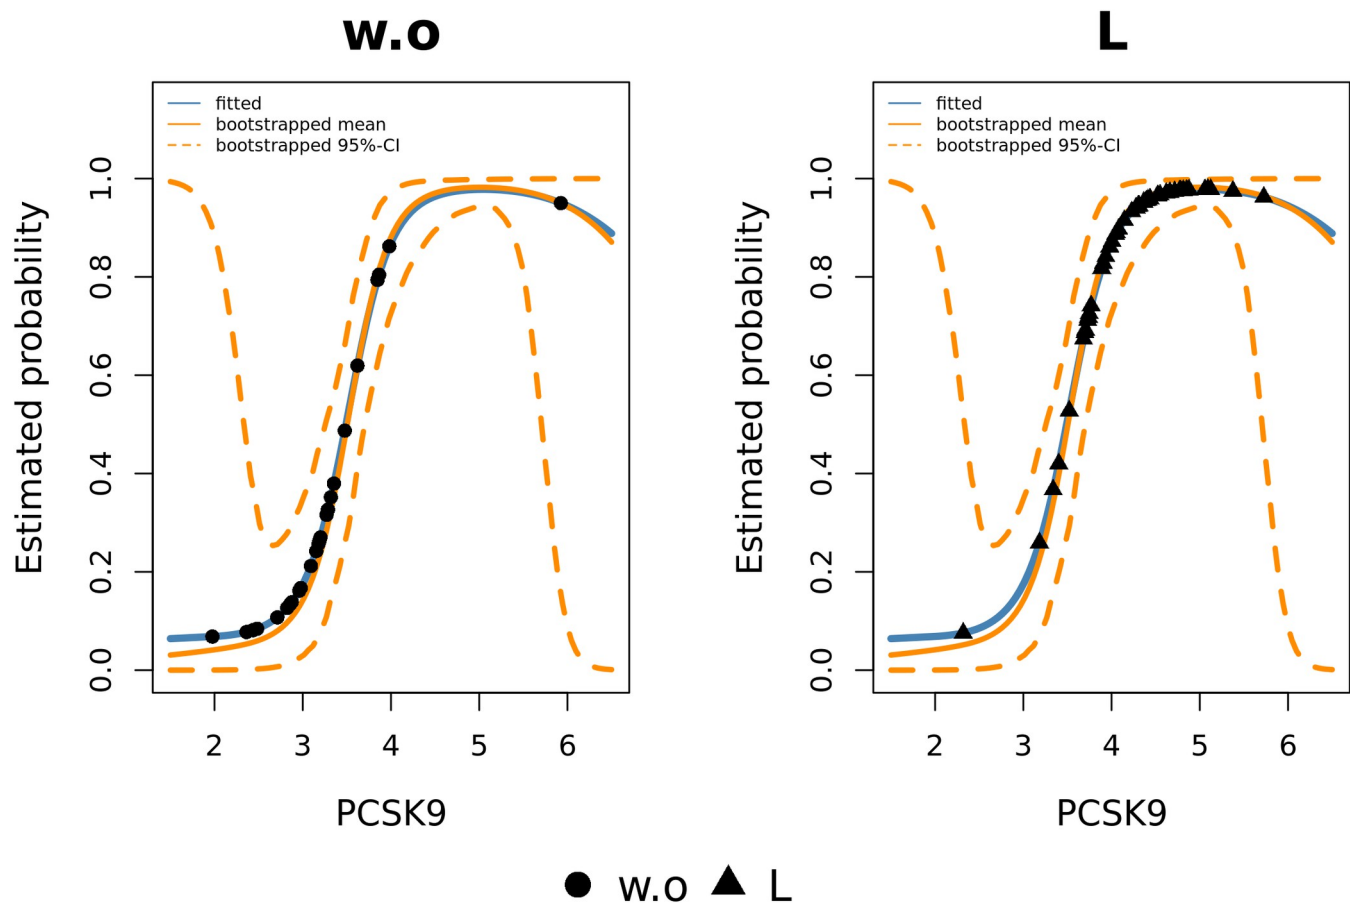 w.o
fitted
bootstrapped mean
bootstrapped 95%-CI
Estimated probability
1.0
0.8
0.6
0.4
0.2
0.0
2 3 4 5 6
PCSK9
L
fitted
bootstrapped mean
bootstrapped 95%-CI
Estimated probability
1.0
0.8
0.6
0.4
0.2
0.0
2 3 4 5 6
PCSK9
w.o L